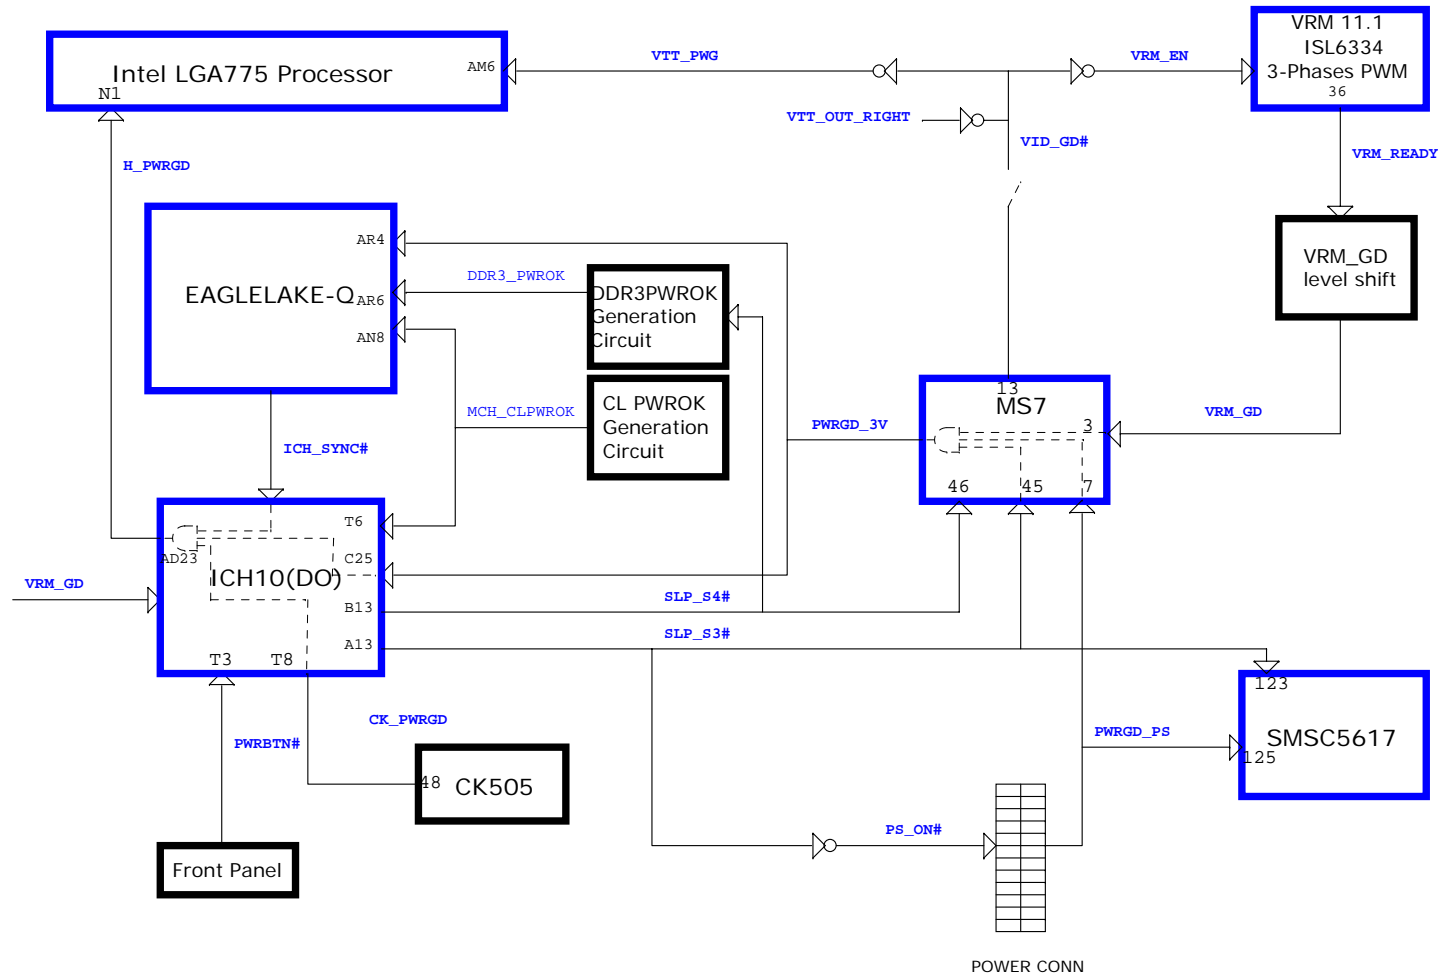 VRM 11.1
ISL6334
3-Phases PWM
36
Intel LGA775 Processor
AM6
N1
VTT_PWG
VRM_EN
VTT_OUT_RIGHT
VID_GD#
VRM_READY
H_PWRGD
EAGLELAKE-Q
AR4
AR6
AN8
DDR3_PWROK
DDR3PWROK
Generation
Circuit
VRM_GD
level shift
MCH_CLPWROK
CL PWROK
Generation
Circuit
PWRGD_3V
13
MS7
3
46
45
7
VRM_GD
ICH_SYNC#
T6
AD23
C25
ICH10(DO)
B13
A13
T3
T8
VRM_GD
SLP_S4#
SLP_S3#
123
SMSC5617
125
PWRGD_PS
PWRBTN#
CK_PWRGD
48
CK505
PS_ON#
Front Panel
POWER CONN